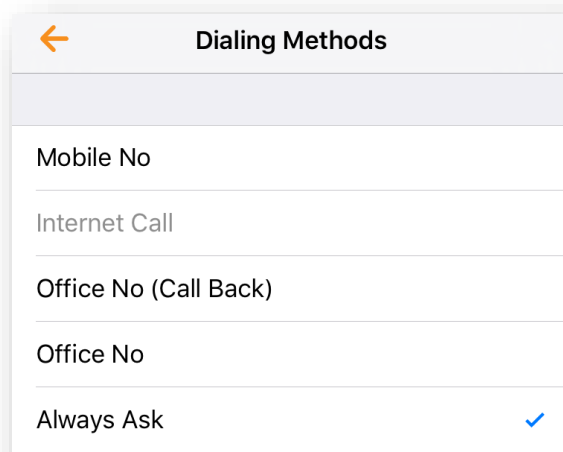 Dialing Methods
Mobile No
Internet Call
Office No (Call Back)
Office No
Always Ask